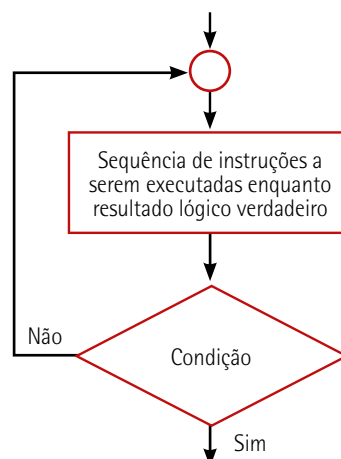 Sequência de instruções a
serem executadas enquanto
resultado lógico verdadeiro
Não
Condição
Sim